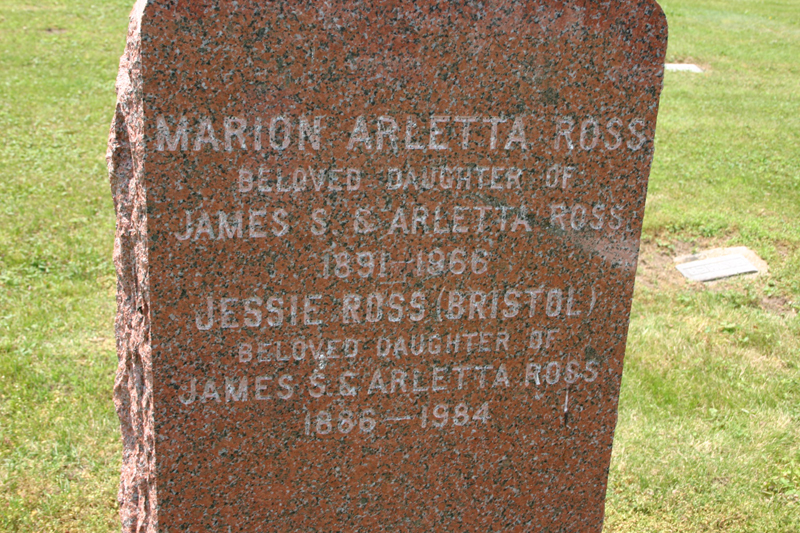 MARION ARLETTA ROSS
BELOVED DAUGHTER OF
JAMES S. & ARLETTA ROSS
1891-1966
JESSIE ROSS (BRISTOL)
BELOVED DAUGHTER OF
JAMES S. & ARLETTA ROSS
1886-1984